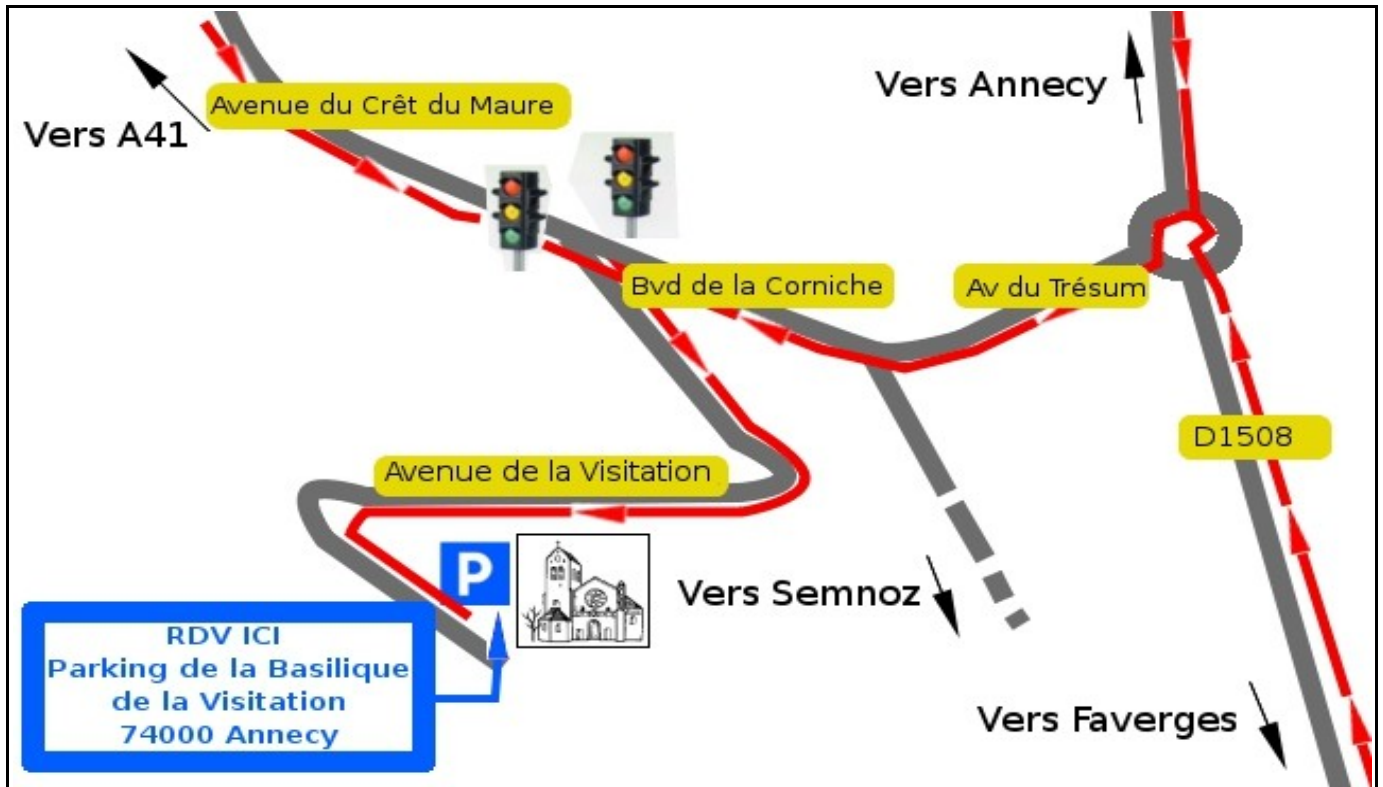 Vers Annecy
Avenue du Crêt du Maure
Vers A41
Bvd de la Corniche
Av du Trésum
D1508
Avenue de la Visitation
P
Vers Semnoz
RDV ICI
Parking de la Basilique
de la Visitation
74000 Annecy
Vers Faverges